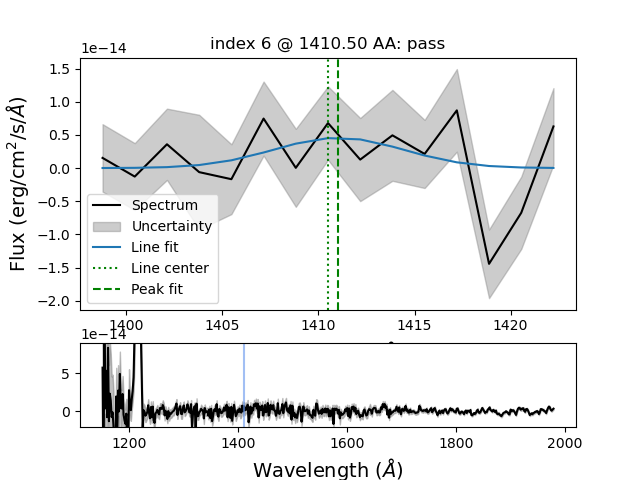 index 6 @ 1410.50 AA: pass
1e−14
1.5
1.0
0.5
0.0
−0.5
−1.0
−1.5
−2.0
Flux (erg/cm²/s/Å)
Spectrum
Uncertainty
Line fit
Line center
Peak fit
1400 1405 1410 1415 1420
1e−14
5
0
1200 1400 1600 1800 2000
Wavelength (Å)